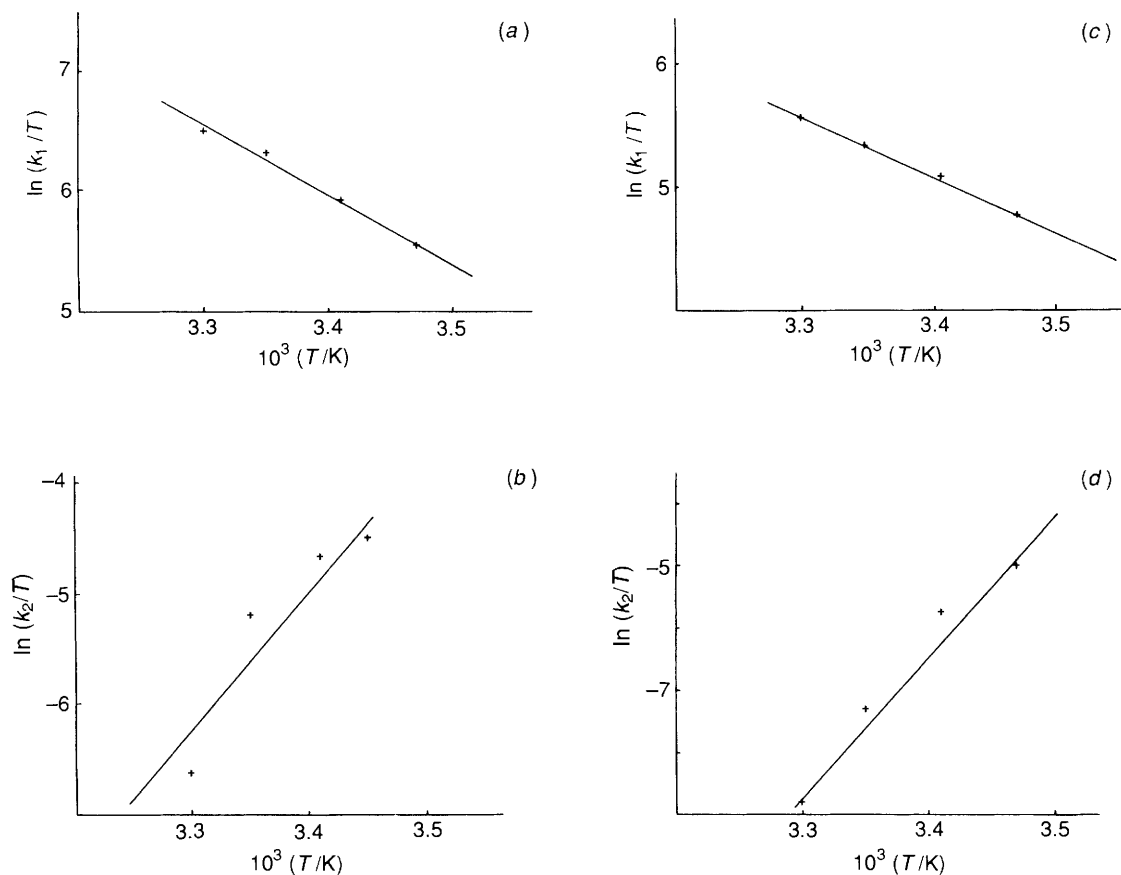 (a)
7
6
5
ln (k₁/T)
3.3 3.4 3.5
10³ (T/K)
(c)
6
5
ln (k₁/T)
3.3 3.4 3.5
10³ (T/K)
(b)
−4
−5
−6
ln (k₂/T)
3.3 3.4 3.5
10³ (T/K)
(d)
−5
−7
ln (k₂/T)
3.3 3.4 3.5
10³ (T/K)